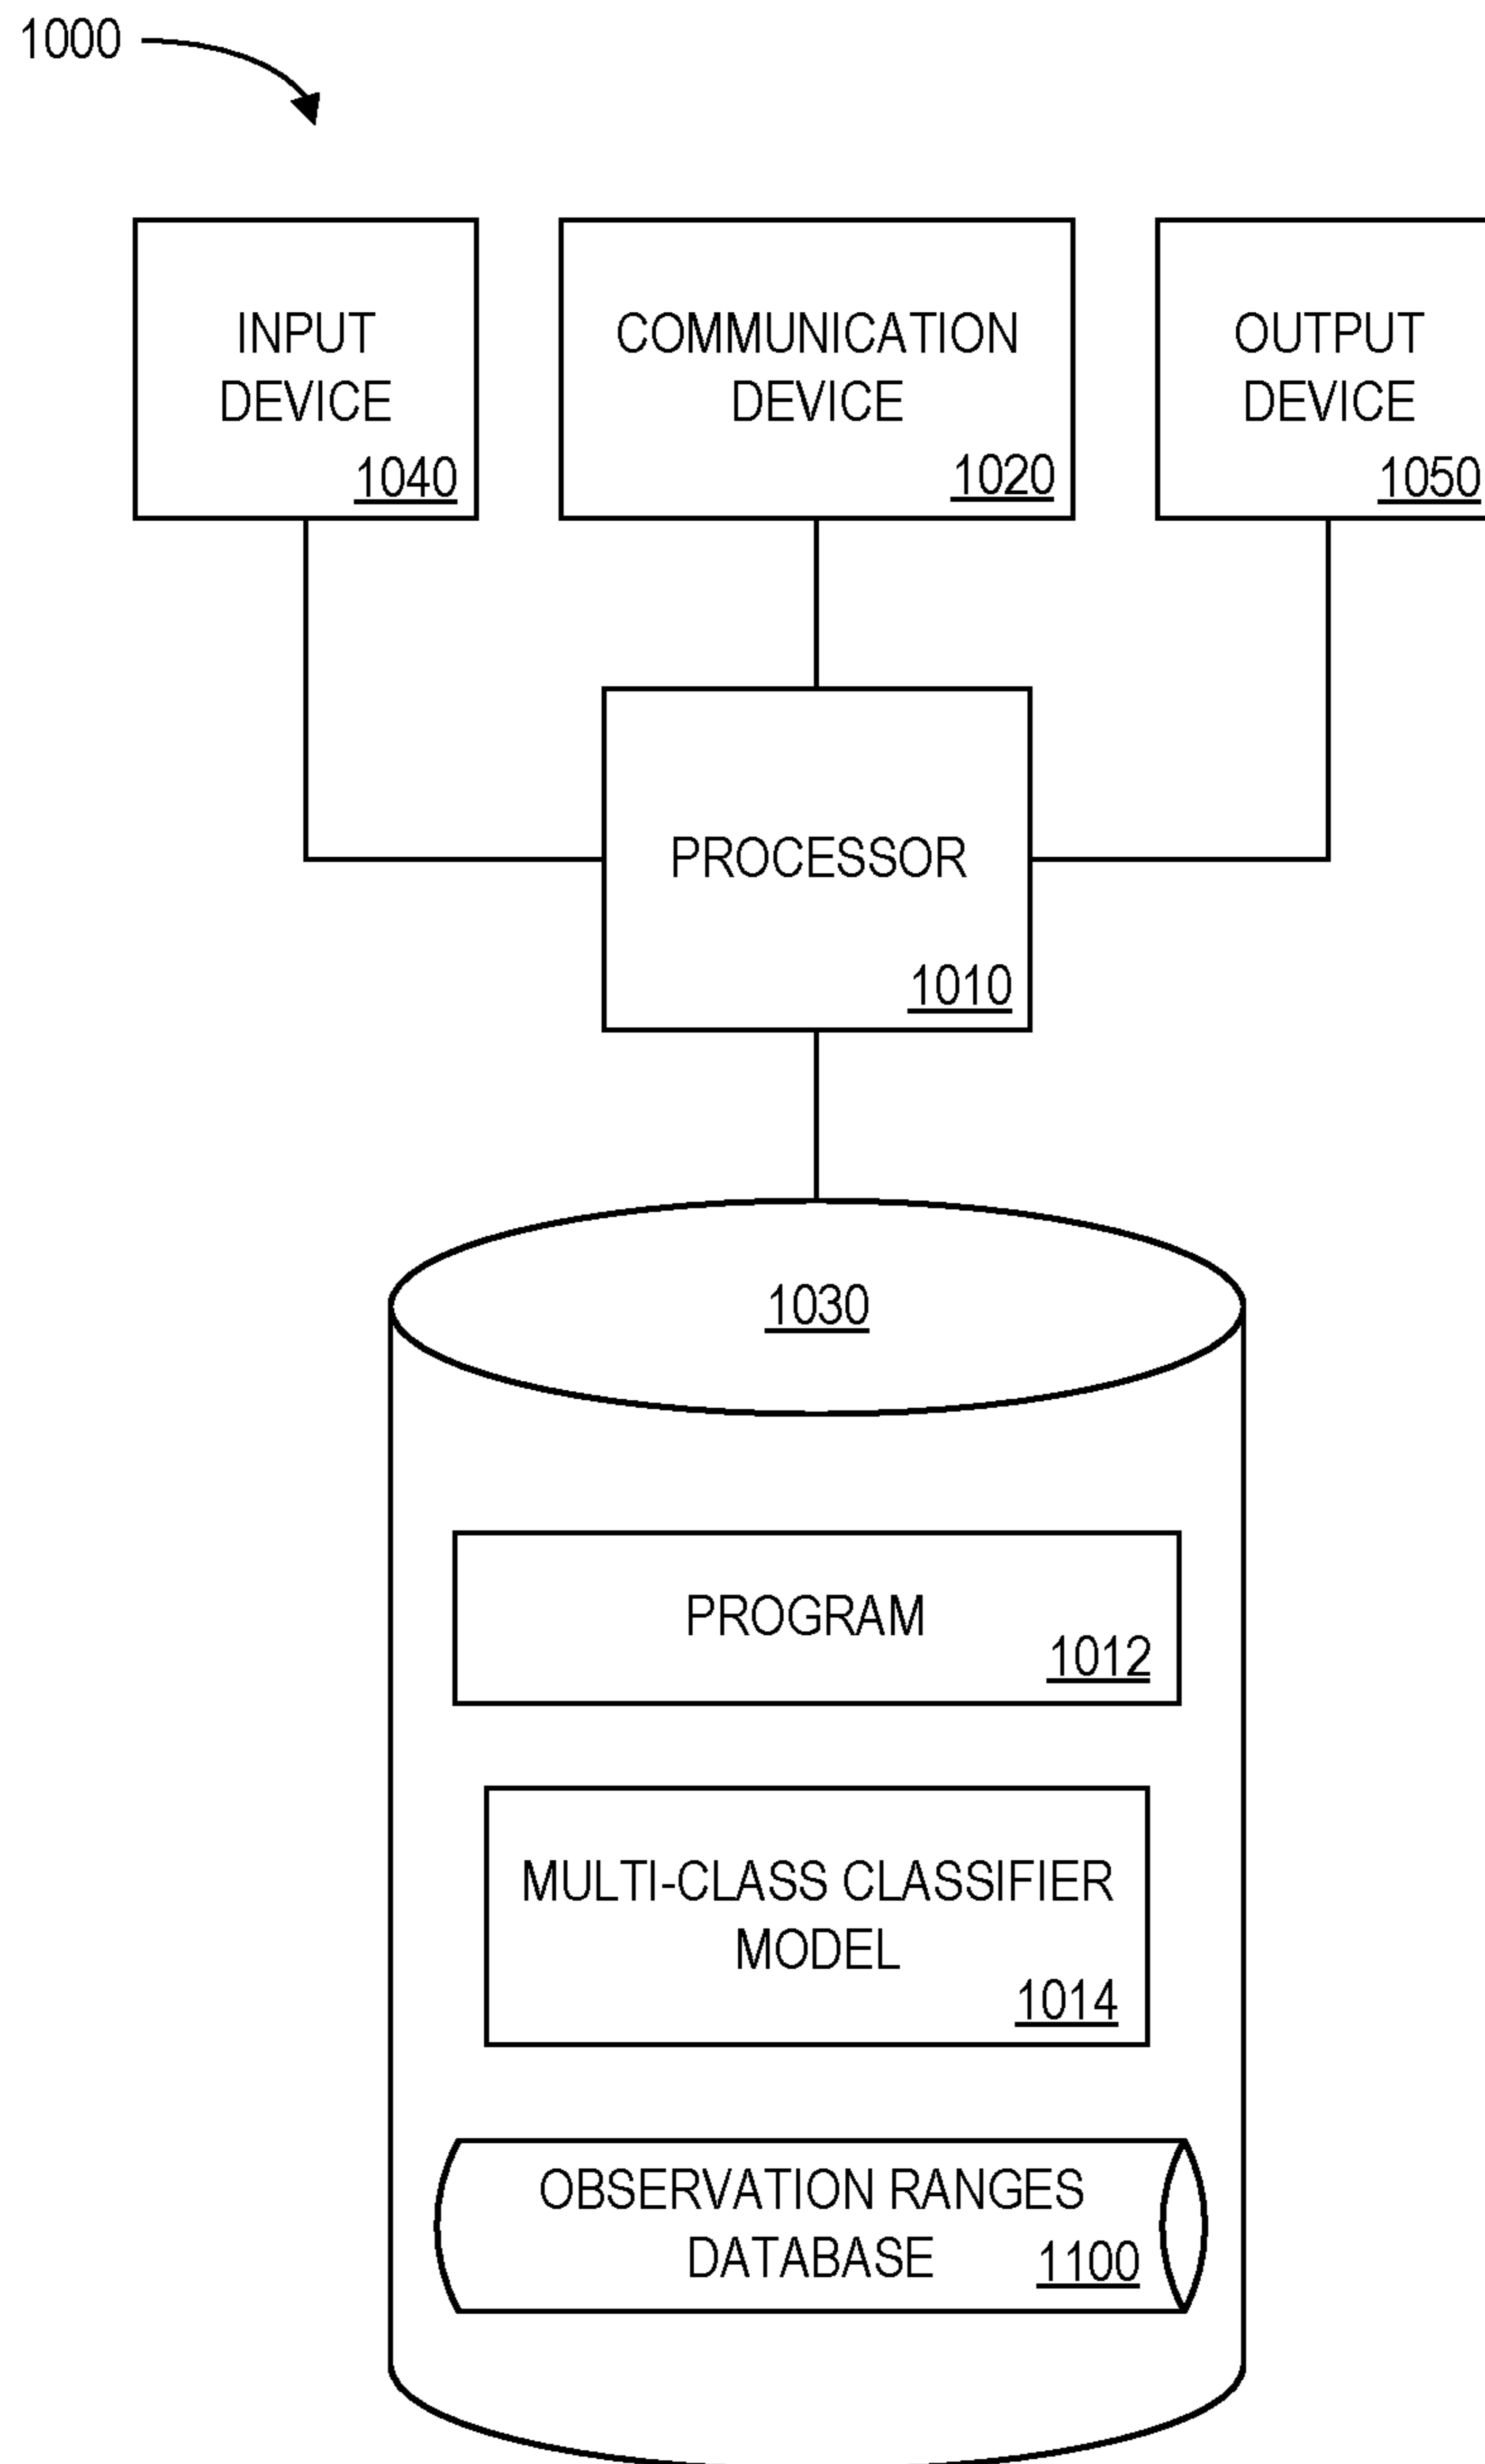 1000
INPUT
DEVICE
1040
COMMUNICATION
DEVICE
1020
OUTPUT
DEVICE
1050
PROCESSOR
1010
1030
PROGRAM
1012
MULTI-CLASS CLASSIFIER
MODEL
1014
OBSERVATION RANGES
DATABASE
1100